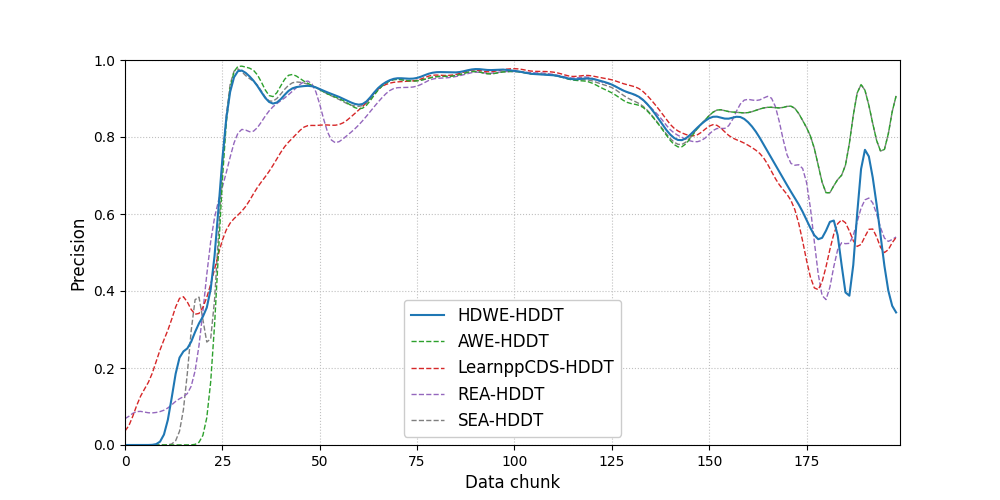 1.0
0.8
0.6
0.4
0.2
0.0
Precision
HDWE-HDDT
AWE-HDDT
LearnppCDS-HDDT
REA-HDDT
SEA-HDDT
0 25 50 75 100 125 150 175
Data chunk